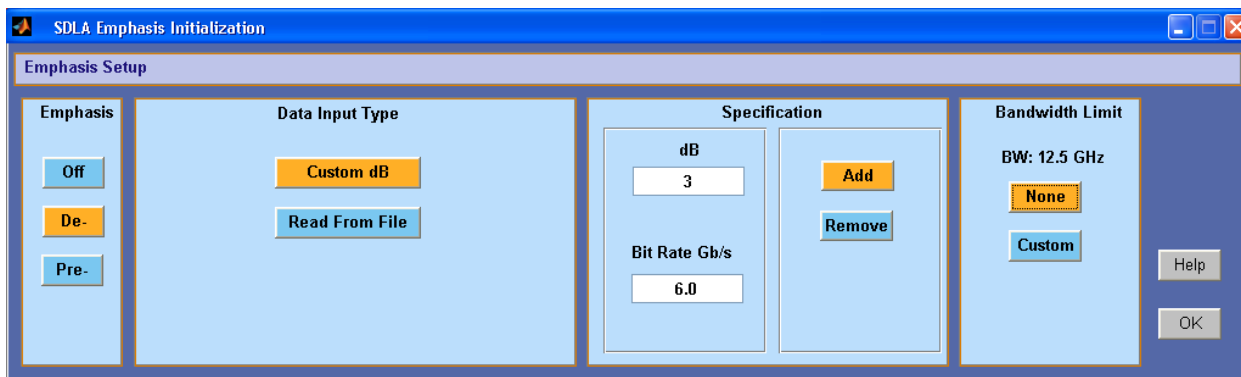 SDLA Emphasis Initialization
Emphasis Setup
Emphasis
Off
De-
Pre-
Data Input Type
Custom dB
Read From File
Specification
dB
3
Bit Rate Gb/s
6.0
Add
Remove
Bandwidth Limit
BW: 12.5 GHz
None
Custom
Help
OK